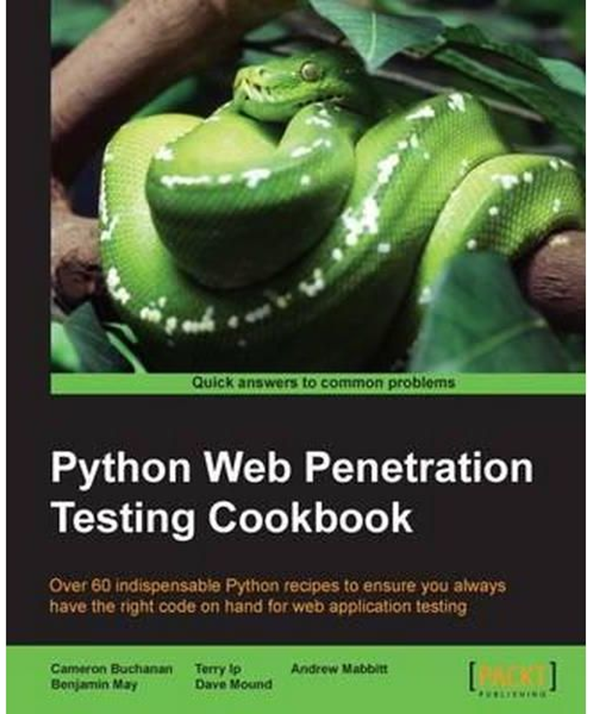 Quick answers to common problems
Python Web Penetration
Testing Cookbook
Over 60 indispensable Python recipes to ensure you always
have the right code on hand for web application testing
Cameron Buchanan Terry Ip Andrew Mabbitt
Benjamin May Dave Mound
[PACKT]
PUBLISHING